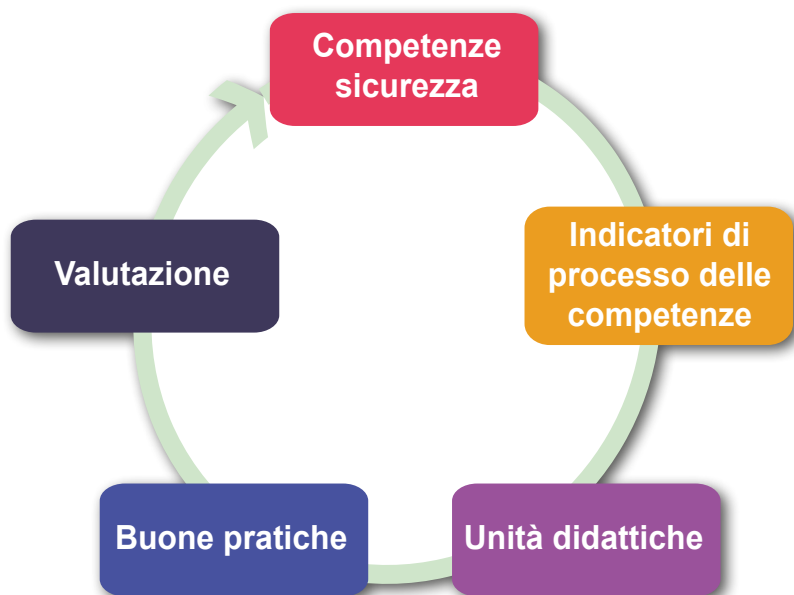 Competenze
sicurezza
Indicatori di
processo delle
competenze
Unità didattiche
Buone pratiche
Valutazione